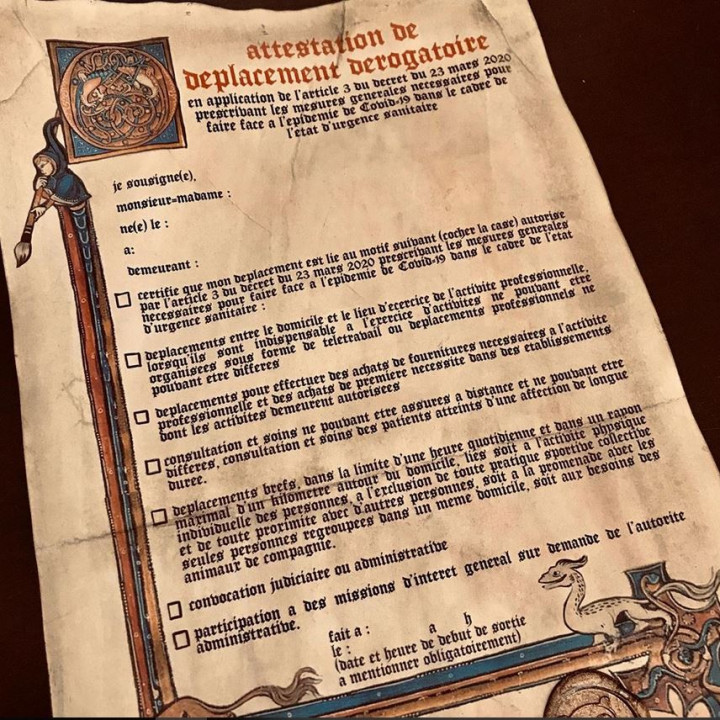 attestation de
deplacement derogatoire
en application de l'article 3 du decret du 23 mars 2020
prescribant les mesures generales necessaires pour
faire face a l'epidemie de Covid-19 dans le cadre de
l'etat d'urgence sanitaire
je sousigne(e),
monsieur=madame :
ne(e) le :
a:
demeurant :
certifie que mon deplacement est lie au motif suivant (cocher la case) autorise
par l'article 3 du decret du 23 mars 2020 prescribant les mesures generales
necessaires pour faire face a l'epidemie de Covid-19 dans le cadre de l'etat
d'urgence sanitaire :
deplacements entre le domicile et le lieu d'ecercice de l'activite professionnelle,
lorsqu'ils sont indispensable a l'erercice d'activites ne pouvant etre
organisees sous forme de teletravail ou deplacements professionnels ne
pouvant etre differes
deplacements pour effectuer des achats de fournitures necessaires a l'activite
professionnelle et des achats de premiere necessite dans des etablissements
dont les activites demeurent autorisees
consultation et soins ne pouvant etre assures a distance et ne pouvant etre
differes, consultation et soins des patients atteints d'une affection de longue
duree.
deplacements brefs, dans la limite d'une heure quotidienne et dans un rayon
maximal d'un kilometre autour du domicile, lies soit a l'activite physique
individuelle des personnes, a l'exclusion de toute pratique sportive collective
et de toute proximite avec d'autres personnes, soit a la promenade avec les
seules personnes regroupees dans un meme domicile, soit aux besoins des
animaux de compagnie.
convocation judiciaire ou administrative
participation a des missions d'interet general sur demande de l'autorite
administrative.
fait a :
le : a h
(date et heure de debut de sortie
a mentionner obligatoirement)